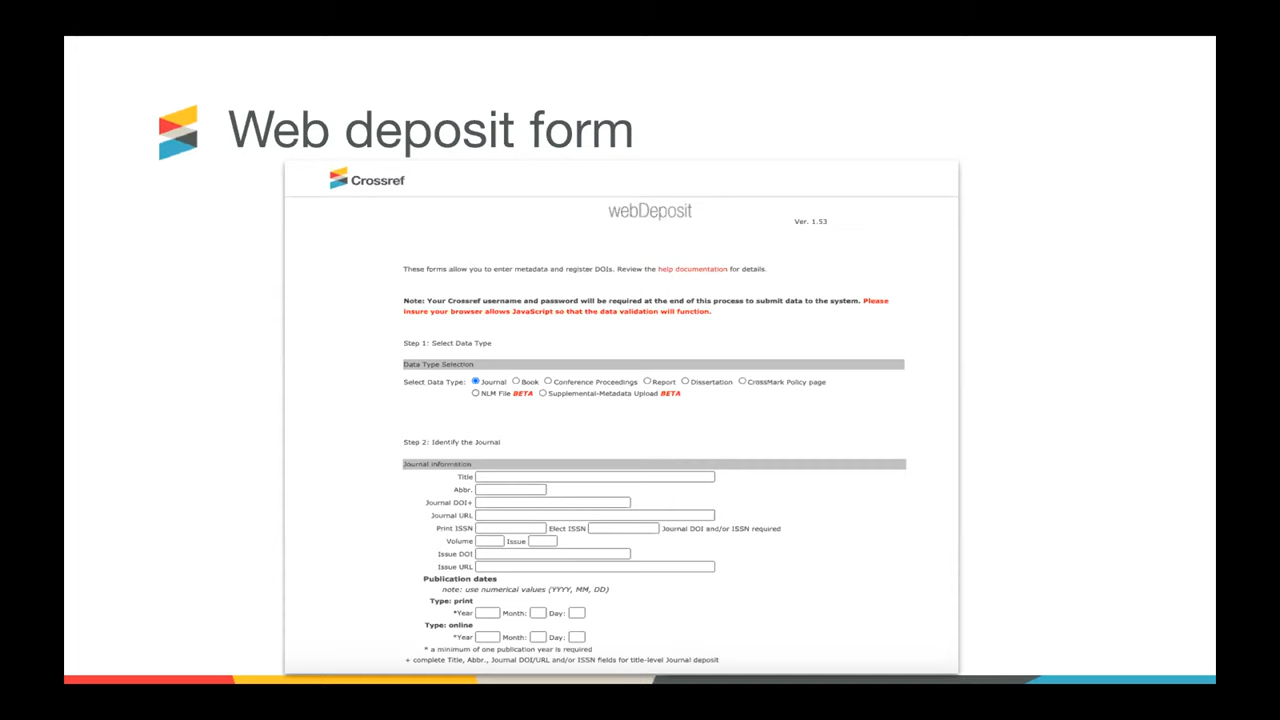 Web deposit form
Crossref
webDeposit
Ver. 1.53
These forms allow you to enter metadata and register DOIs. Review the help documentation for details.
Note: Your Crossref username and password will be required at the end of this process to submit data to the system. Please
insure your browser allows JavaScript so that the data validation will function.
Step 1: Select Data Type
Data Type Selection
Select Data Type: Journal Book Conference Proceedings Report Dissertation CrossMark Policy page
NLM File BETA Supplemental-Metadata Upload BETA
Step 2: Identify the Journal
Journal Information
Title
Abbr.
Journal DOI+
Journal URL
Print ISSN Elect ISSN Journal DOI and/or ISSN required
Volume Issue
Issue DOI
Issue URL
Publication dates
note: use numerical values (YYYY, MM, DD)
Type: print
*Year Month: Day:
Type: online
*Year Month: Day:
* a minimum of one publication year is required
+ complete Title, Abbr., Journal DOI/URL and/or ISSN fields for title-level Journal deposit